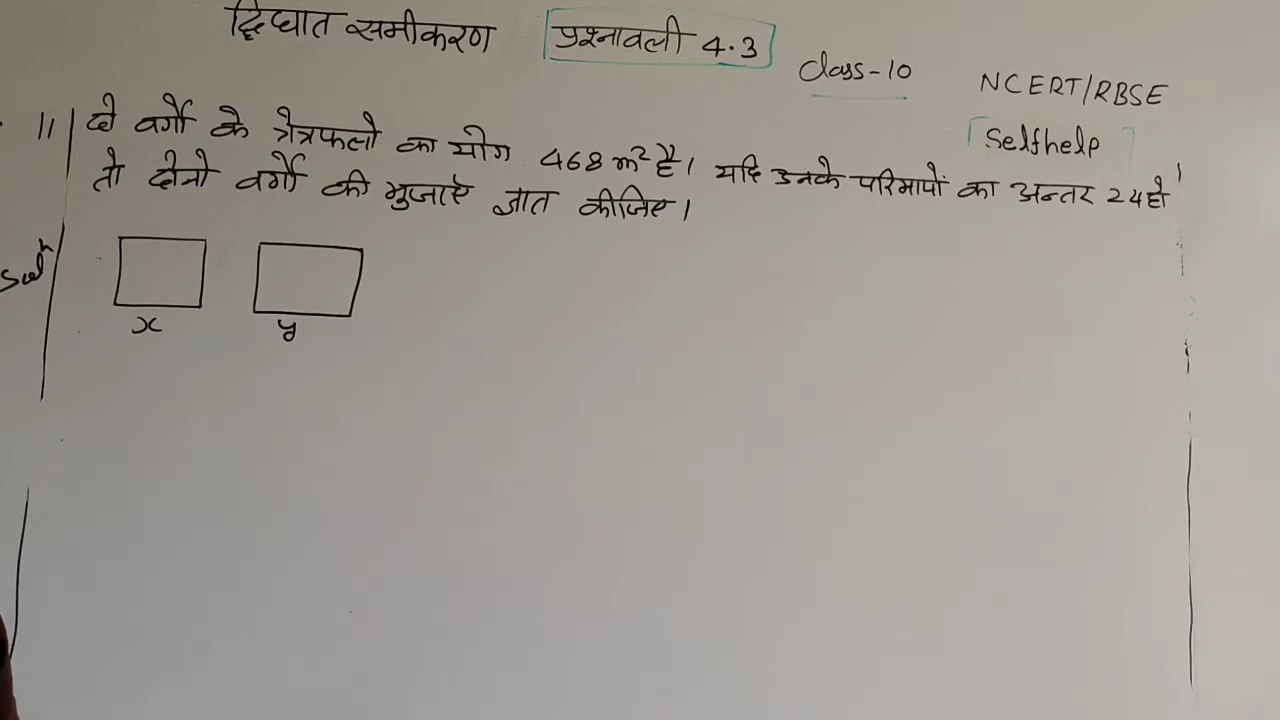 द्विघात समीकरण प्रश्नावली 4.3
Class-10 NCERT/RBSE
Selfhelp
11 दो वर्गों के क्षेत्रफलो का योग 468 m² है। यदि उनके परिमापों का अन्तर 24 हो
तो दोनो वर्गों की भुजाऐ ज्ञात कीजिए।
Solⁿ
x y